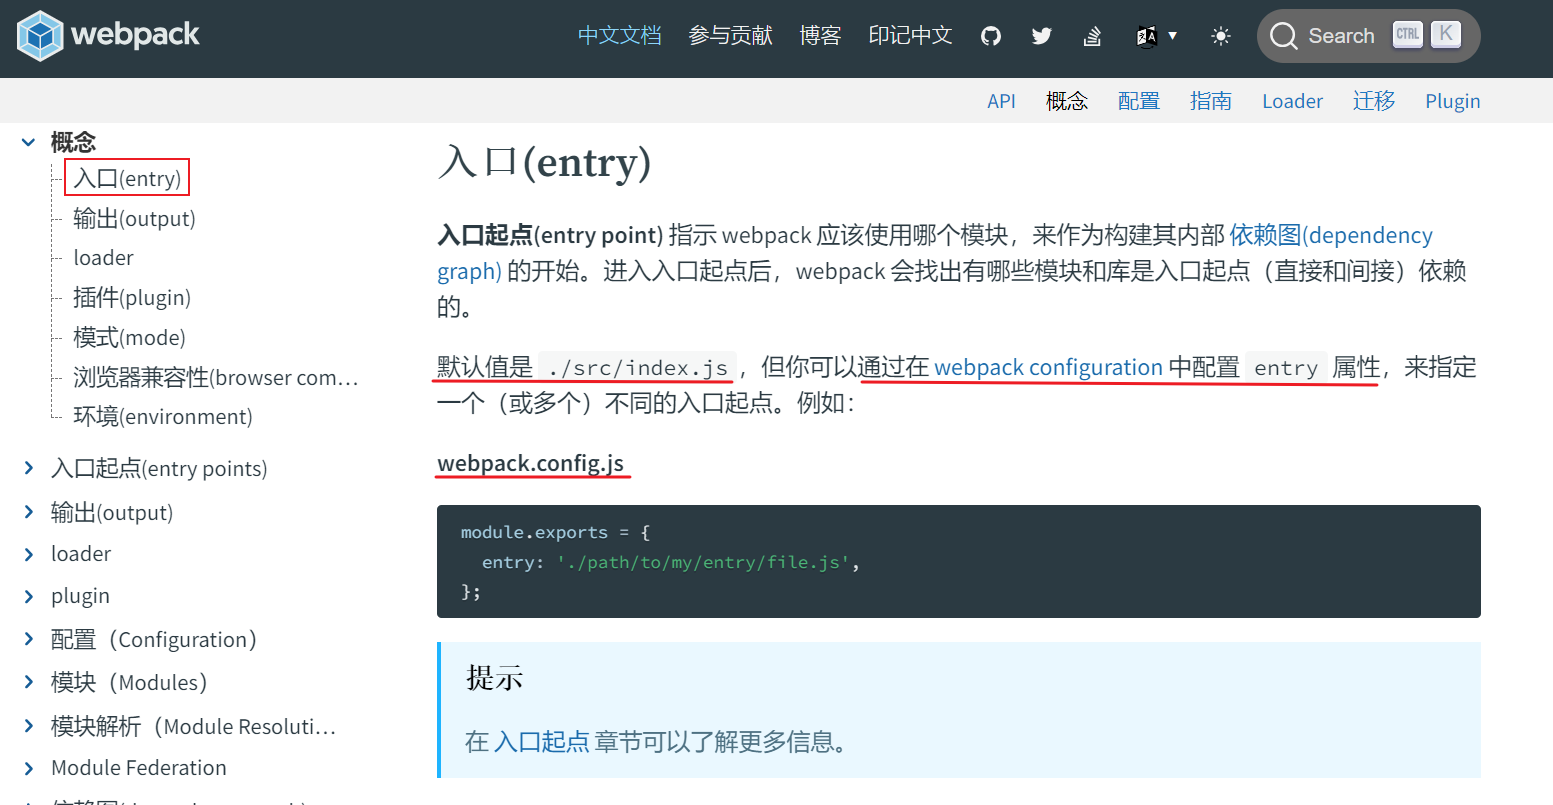 webpack
中文文档 参与贡献 博客 印记中文 Search CTRL K
API 概念 配置 指南 Loader 迁移 Plugin
概念
入口(entry)
输出(output)
loader
插件(plugin)
模式(mode)
浏览器兼容性(browser com…
环境(environment)
入口起点(entry points)
输出(output)
loader
plugin
配置（Configuration）
模块（Modules）
模块解析（Module Resoluti…
Module Federation
入口(entry)
入口起点(entry point) 指示 webpack 应该使用哪个模块，来作为构建其内部 依赖图(dependency
graph) 的开始。进入入口起点后，webpack 会找出有哪些模块和库是入口起点（直接和间接）依赖
的。
默认值是 ./src/index.js ，但你可以通过在 webpack configuration 中配置 entry 属性，来指定
一个（或多个）不同的入口起点。例如：
webpack.config.js
module.exports = {
entry: './path/to/my/entry/file.js',
};
提示
在 入口起点 章节可以了解更多信息。